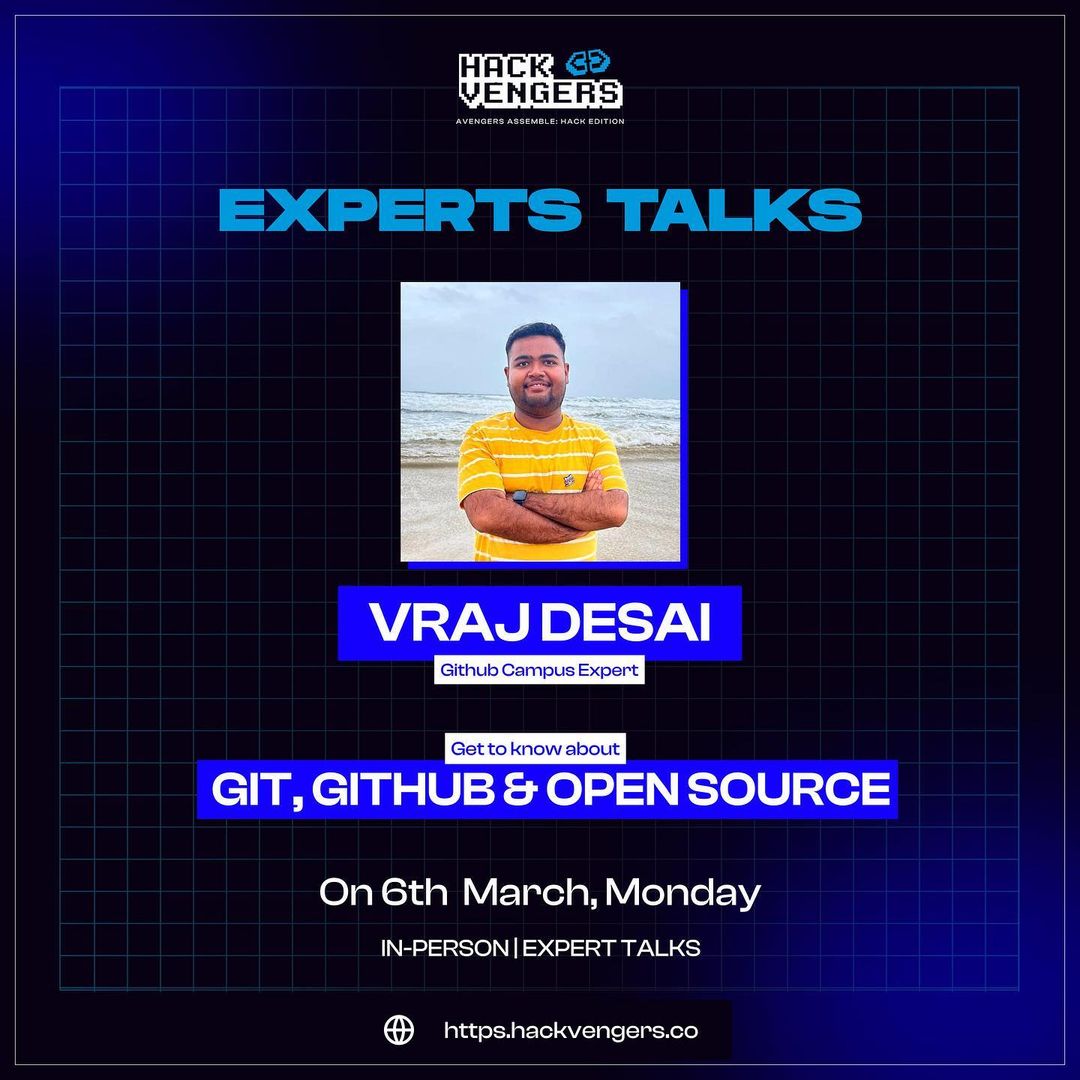 HACK
VENGERS
AVENGERS ASSEMBLE: HACK EDITION
EXPERTS TALKS
VRAJ DESAI
Github Campus Expert
Get to know about
GIT, GITHUB & OPEN SOURCE
On 6th March, Monday
IN-PERSON | EXPERT TALKS
https.hackvengers.co